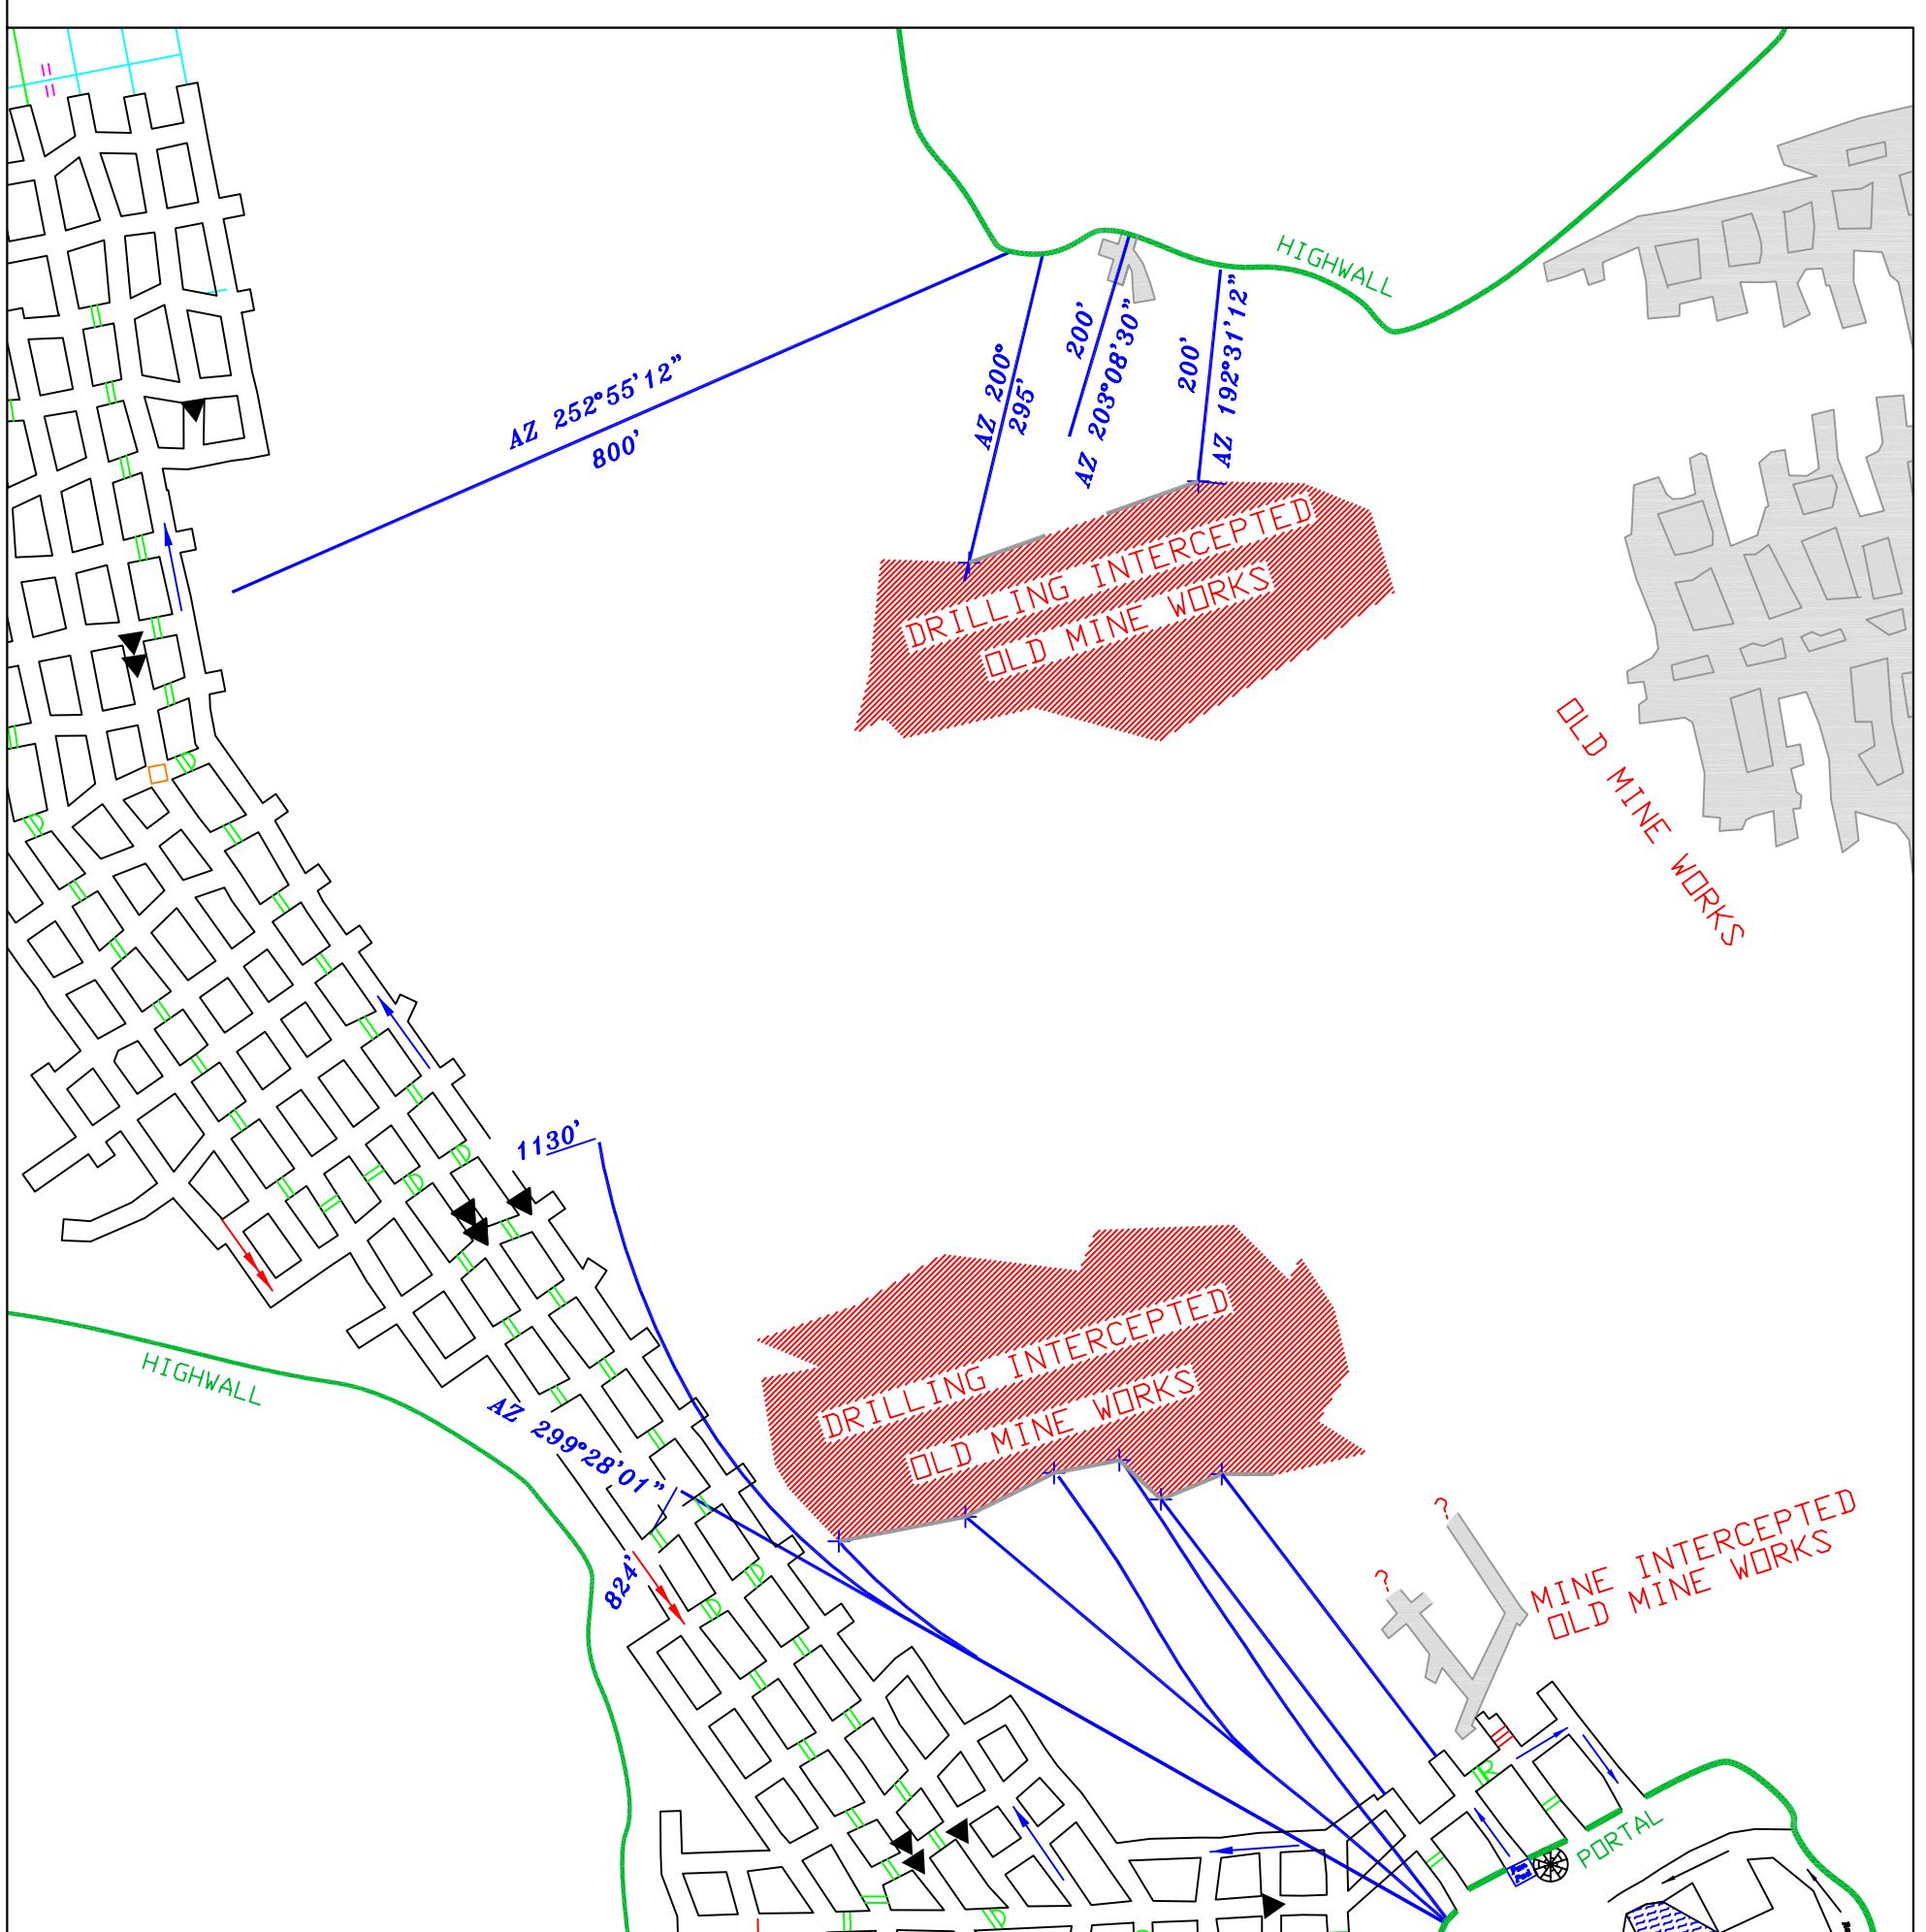 HIGHWALL
AZ 252°55'12"
800'
AZ 200°
295'
200'
AZ 203°08'30"
200'
AZ 192°31'12"
DRILLING INTERCEPTED
OLD MINE WORKS
OLD MINE WORKS
1130'
HIGHWALL
AZ 299°28'01"
824'
DRILLING INTERCEPTED
OLD MINE WORKS
?
?
MINE INTERCEPTED
OLD MINE WORKS
R
PORTAL
D
D
D
D
D
D
D